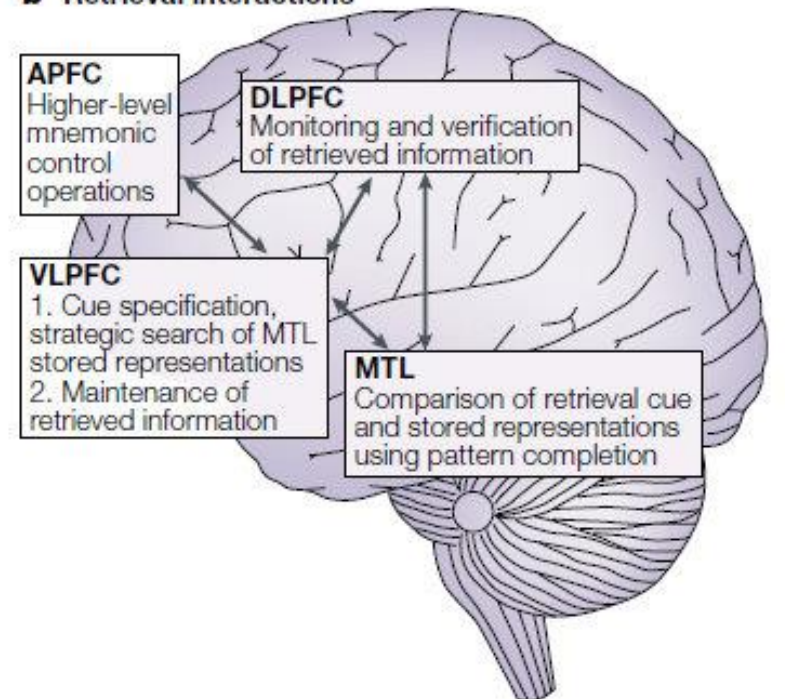 b Retrieval interactions
APFC
Higher-level
mnemonic
control
operations
DLPFC
Monitoring and verification
of retrieved information
VLPFC
1. Cue specification,
strategic search of MTL
stored representations
2. Maintenance of
retrieved information
MTL
Comparison of retrieval cue
and stored representations
using pattern completion